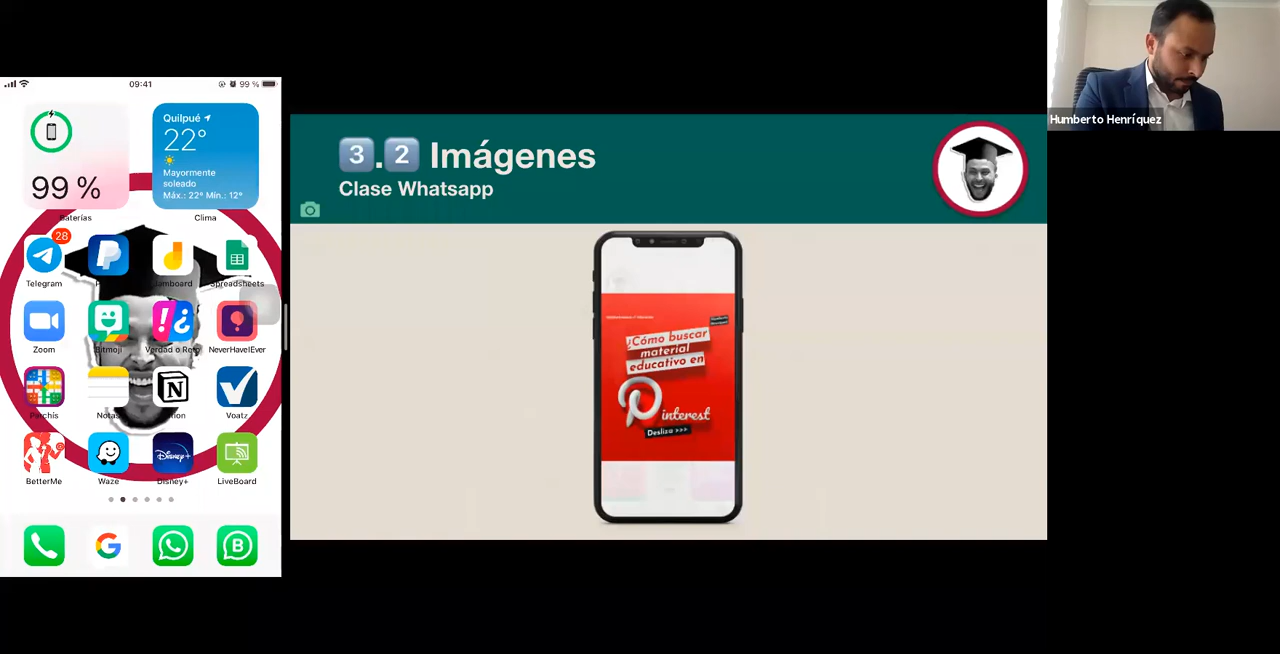 09:41
99 %
Quilpué
22°
Mayormente
soleado
Máx.: 22° Mín.: 12°
99 %
Baterías
Clima
28
Telegram
Jamboard
Spreadsheets
Zoom
Bitmoji
Verdad o Reto
NeverHaveIEver
Parchís
Notas
Notion
Voatz
BetterMe
Waze
Disney+
LiveBoard
3.2 Imágenes
Clase Whatsapp
¿Cómo buscar
material
educativo en
Pinterest
Desliza >>>
Humberto Henríquez